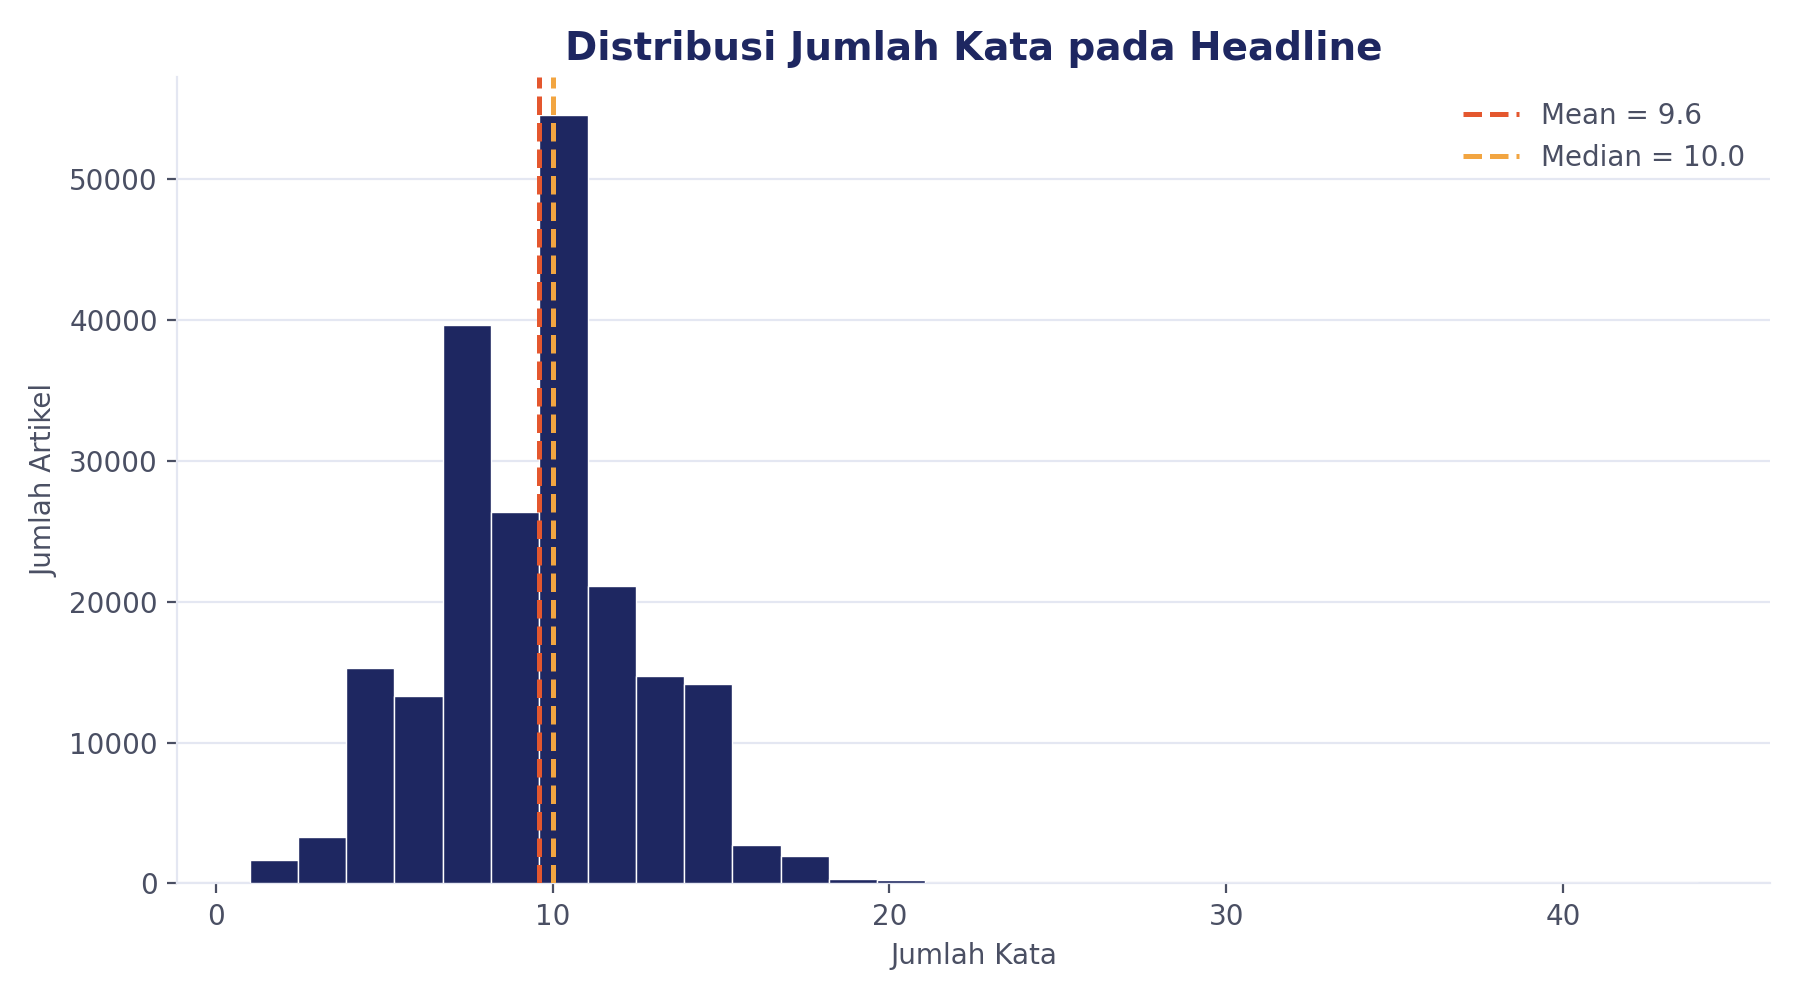 Distribusi Jumlah Kata pada Headline
Mean = 9.6
Median = 10.0
50000
40000
30000
20000
10000
0
Jumlah Artikel
0 10 20 30 40
Jumlah Kata